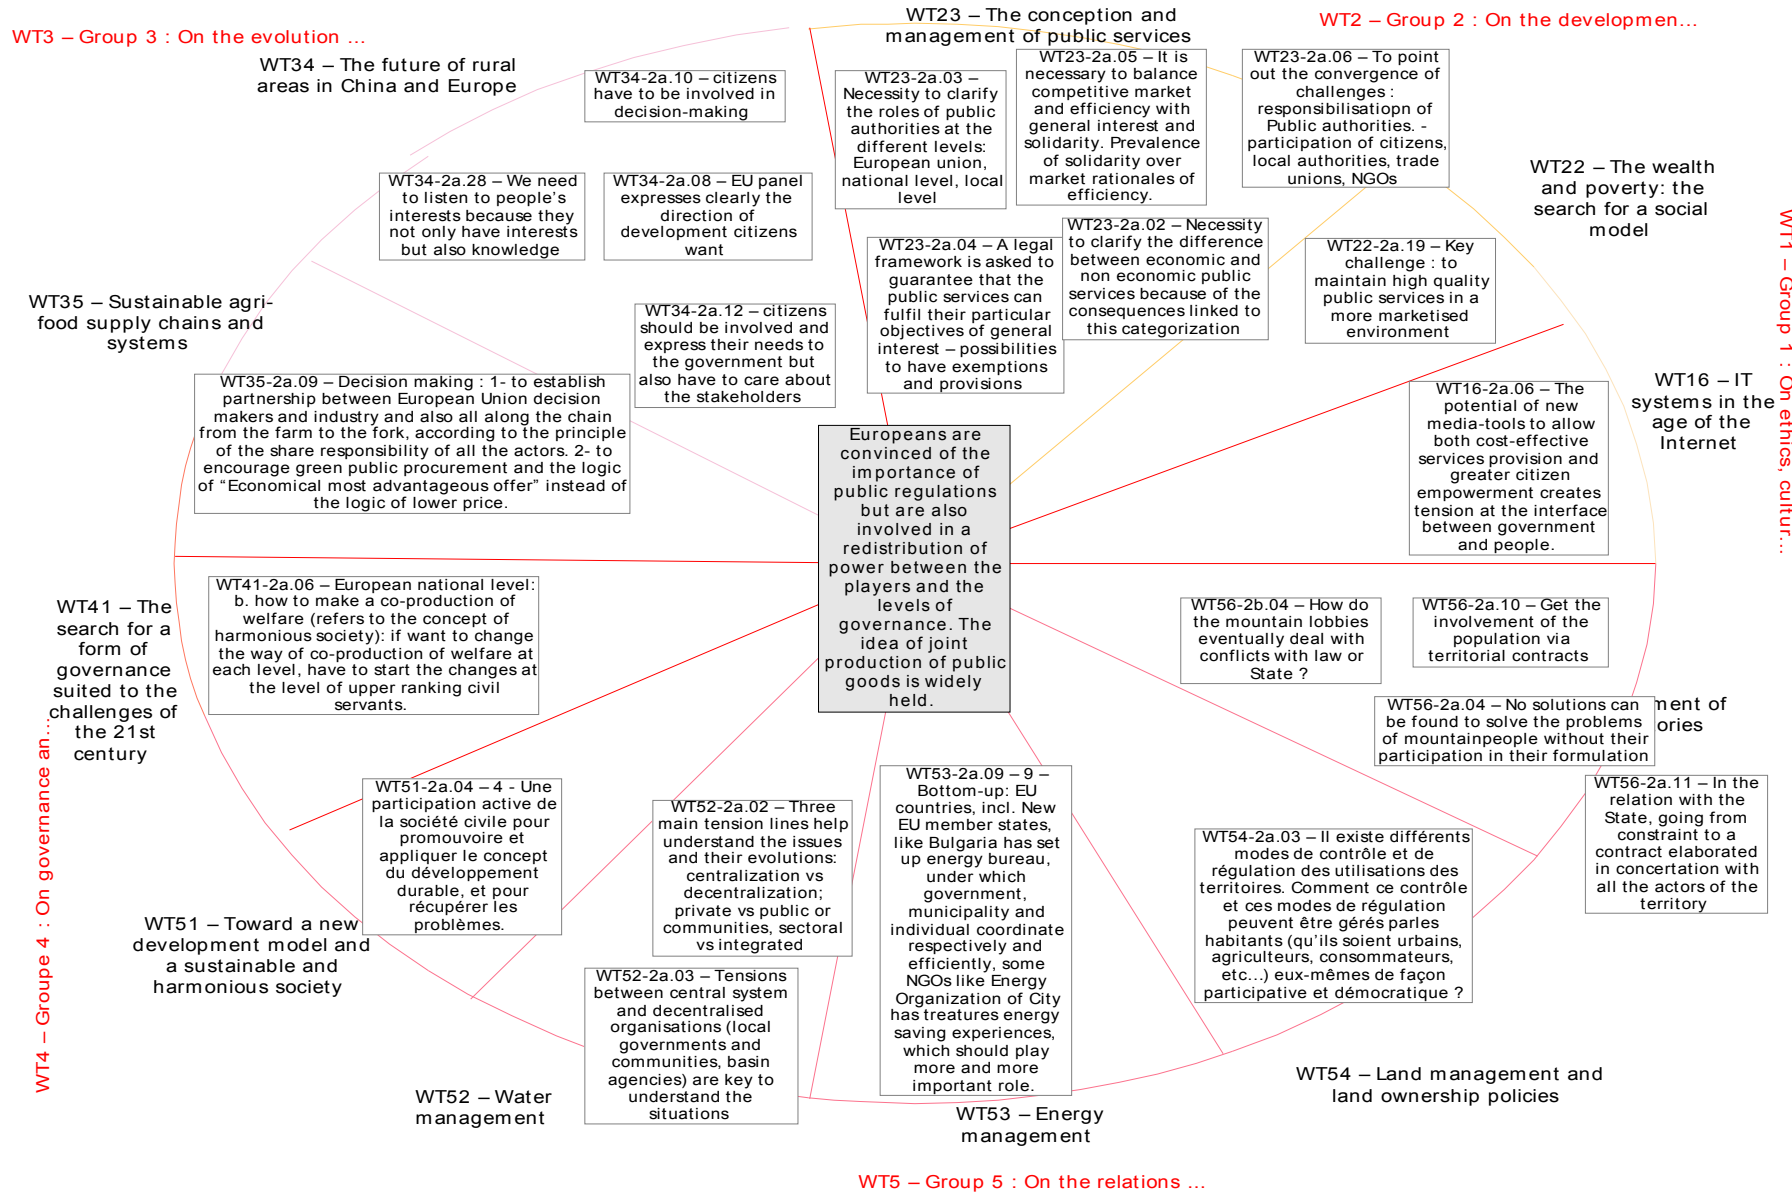 WT3 – Group 3 : On the evolution ...
WT34 – The future of rural
areas in China and Europe
WT34-2a.10 – citizens
have to be involved in
decision-making
WT23 – The conception and
management of public services
WT2 – Group 2 : On the developmen...
WT23-2a.03 –
Necessity to clarify
the roles of public
authorities at the
different levels:
European union,
national level, local
level
WT23-2a.05 – It is
necessary to balance
competitive market
and efficiency with
general interest and
solidarity. Prevalence
of solidarity over
market rationales of
efficiency.
WT23-2a.06 – To point
out the convergence of
challenges :
responsibilisatiopn of
Public authorities. -
participation of citizens,
local authorities, trade
unions, NGOs
WT22 – The wealth
and poverty: the
search for a social
model
WT34-2a.28 – We need
to listen to people's
interests because they
not only have interests
but also knowledge
WT34-2a.08 – EU panel
expresses clearly the
direction of
development citizens
want
WT23-2a.04 – A legal
framework is asked to
guarantee that the
public services can
fulfil their particular
objectives of general
interest – possibilities
to have exemptions
and provisions
WT23-2a.02 – Necessity
to clarify the difference
between economic and
non economic public
services because of the
consequences linked to
this categorization
WT22-2a.19 – Key
challenge : to
maintain high quality
public services in a
more marketised
environment
WT1 – Group 1 : On ethics, cultur...
WT35 – Sustainable agri-
food supply chains and
systems
WT34-2a.12 – citizens
should be involved and
express their needs to
the government but
also have to care about
the stakeholders
WT35-2a.09 – Decision making : 1- to establish
partnership between European Union decision
makers and industry and also all along the chain
from the farm to the fork, according to the principle
of the share responsibility of all the actors. 2- to
encourage green public procurement and the logic
of “Economical most advantageous offer” instead of
the logic of lower price.
WT16-2a.06 – The
potential of new
media-tools to allow
both cost-effective
services provision and
greater citizen
empowerment creates
tension at the interface
between government
and people.
WT16 – IT
systems in the
age of the
Internet
Europeans are
convinced of the
importance of
public regulations
but are also
involved in a
redistribution of
power between the
players and the
levels of
governance. The
idea of joint
production of public
goods is widely
held.
WT41 – The
search for a
form of
governance
suited to the
challenges of
the 21st
century
WT41-2a.06 – European national level:
b. how to make a co-production of
welfare (refers to the concept of
harmonious society): if want to change
the way of co-production of welfare at
each level, have to start the changes at
the level of upper ranking civil
servants.
WT56-2b.04 – How do
the mountain lobbies
eventually deal with
conflicts with law or
State ?
WT56-2a.10 – Get the
involvement of the
population via
territorial contracts
WT56-2a.04 – No solutions can
be found to solve the problems
of mountainpeople without their
participation in their formulation
ment of
ories
WT56-2a.11 – In the
relation with the
State, going from
constraint to a
contract elaborated
in concertation with
all the actors of the
territory
WT4 – Groupe 4 : On governance an...
WT51-2a.04 – 4 - Une
participation active de
la société civile pour
promouvoire et
appliquer le concept
du développement
durable, et pour
récupérer les
problèmes.
WT52-2a.02 – Three
main tension lines help
understand the issues
and their evolutions:
centralization vs
decentralization;
private vs public or
communities, sectoral
vs integrated
WT53-2a.09 – 9 –
Bottom-up: EU
countries, incl. New
EU member states,
like Bulgaria has set
up energy bureau,
under which
government,
municipality and
individual coordinate
respectively and
efficiently, some
NGOs like Energy
Organization of City
has treatures energy
saving experiences,
which should play
more and more
important role.
WT54-2a.03 – Il existe différents
modes de contrôle et de
régulation des utilisations des
territoires. Comment ce contrôle
et ces modes de régulation
peuvent être gérés parles
habitants (qu'ils soient urbains,
agriculteurs, consommateurs,
etc...) eux-mêmes de façon
participative et démocratique ?
WT51 – Toward a new
development model and
a sustainable and
harmonious society
WT52-2a.03 – Tensions
between central system
and decentralised
organisations (local
governments and
communities, basin
agencies) are key to
understand the
situations
WT52 – Water
management
WT53 – Energy
management
WT54 – Land management and
land ownership policies
WT5 – Group 5 : On the relations ...